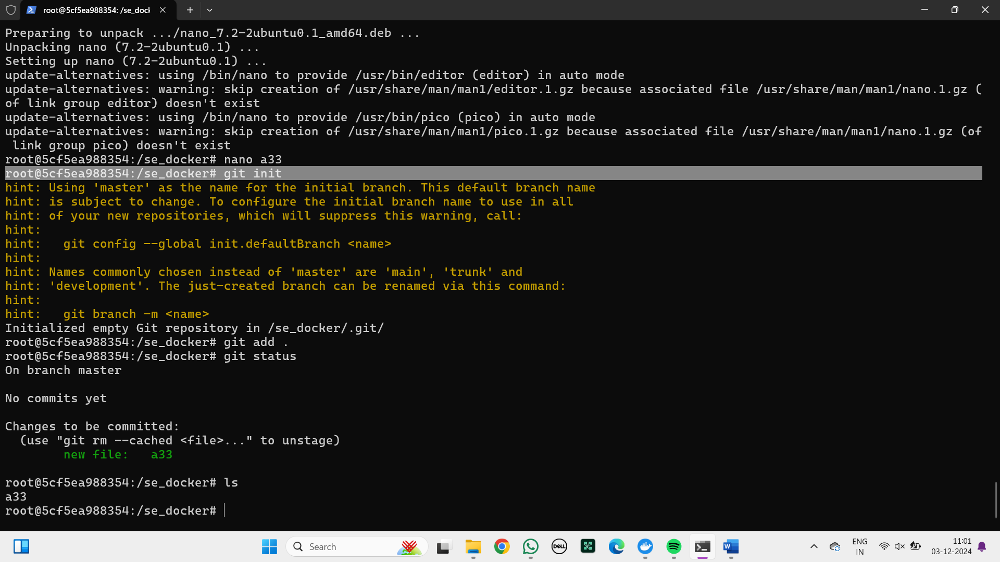 root@5cf5ea988354: /se_dock
Preparing to unpack .../nano_7.2-2ubuntu0.1_amd64.deb ...
Unpacking nano (7.2-2ubuntu0.1) ...
Setting up nano (7.2-2ubuntu0.1) ...
update-alternatives: using /bin/nano to provide /usr/bin/editor (editor) in auto mode
update-alternatives: warning: skip creation of /usr/share/man/man1/editor.1.gz because associated file /usr/share/man/man1/nano.1.gz (
of link group editor) doesn't exist
update-alternatives: using /bin/nano to provide /usr/bin/pico (pico) in auto mode
update-alternatives: warning: skip creation of /usr/share/man/man1/pico.1.gz because associated file /usr/share/man/man1/nano.1.gz (of
 link group pico) doesn't exist
root@5cf5ea988354:/se_docker# nano a33
root@5cf5ea988354:/se_docker# git init
hint: Using 'master' as the name for the initial branch. This default branch name
hint: is subject to change. To configure the initial branch name to use in all
hint: of your new repositories, which will suppress this warning, call:
hint:
hint:   git config --global init.defaultBranch <name>
hint:
hint: Names commonly chosen instead of 'master' are 'main', 'trunk' and
hint: 'development'. The just-created branch can be renamed via this command:
hint:
hint:   git branch -m <name>
Initialized empty Git repository in /se_docker/.git/
root@5cf5ea988354:/se_docker# git add .
root@5cf5ea988354:/se_docker# git status
On branch master
No commits yet
Changes to be committed:
  (use "git rm --cached <file>..." to unstage)
        new file:   a33
root@5cf5ea988354:/se_docker# ls
a33
root@5cf5ea988354:/se_docker#
Search
DELL
W
ENG
IN
11:01
03-12-2024